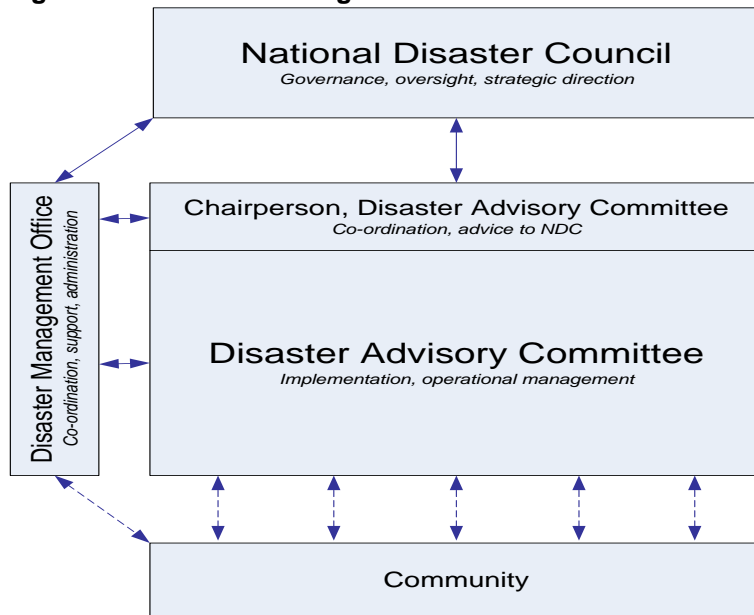 National Disaster Council
Governance, oversight, strategic direction
Disaster Management Office
Co-ordination, support, administration
Chairperson, Disaster Advisory Committee
Co-ordination, advice to NDC
Disaster Advisory Committee
Implementation, operational management
Community